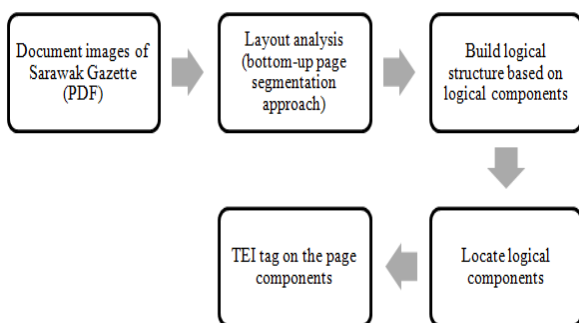 Document images of
Sarawak Gazette
(PDF)
Layout analysis
(bottom-up page
segmentation
approach)
Build logical
structure based on
logical components
Locate logical
components
TEI tag on the page
components